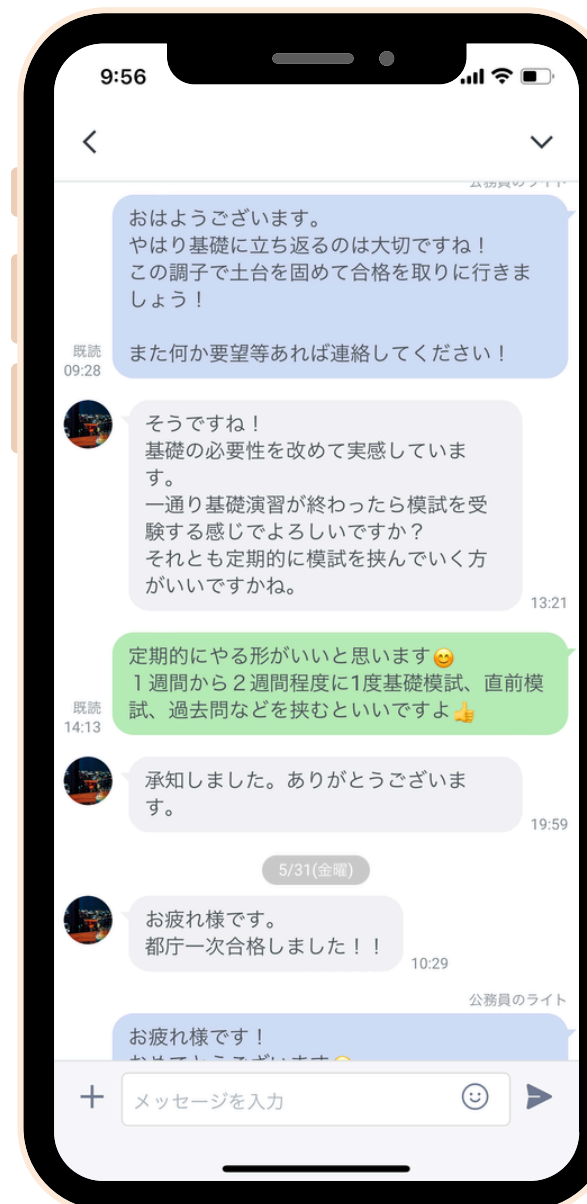 9:56
公務員のライト
おはようございます。
やはり基礎に立ち返るのは大切ですね！
この調子で土台を固めて合格を取りに行きま
しょう！
また何か要望等あれば連絡してください！
既読
09:28
そうですね！
基礎の必要性を改めて実感していま
す。
一通り基礎演習が終わったら模試を受
験する感じでよろしいですか？
それとも定期的に模試を挟んでいく方
がいいですかね。
13:21
定期的にやる形がいいと思います😊
１週間から２週間程度に1度基礎模試、直前模
試、過去問などを挟むといいですよ👍
既読
14:13
承知しました。ありがとうございま
す。
19:59
5/31(金曜)
お疲れ様です。
都庁一次合格しました！！
10:29
公務員のライト
お疲れ様です！
おめでとうございます
メッセージを入力